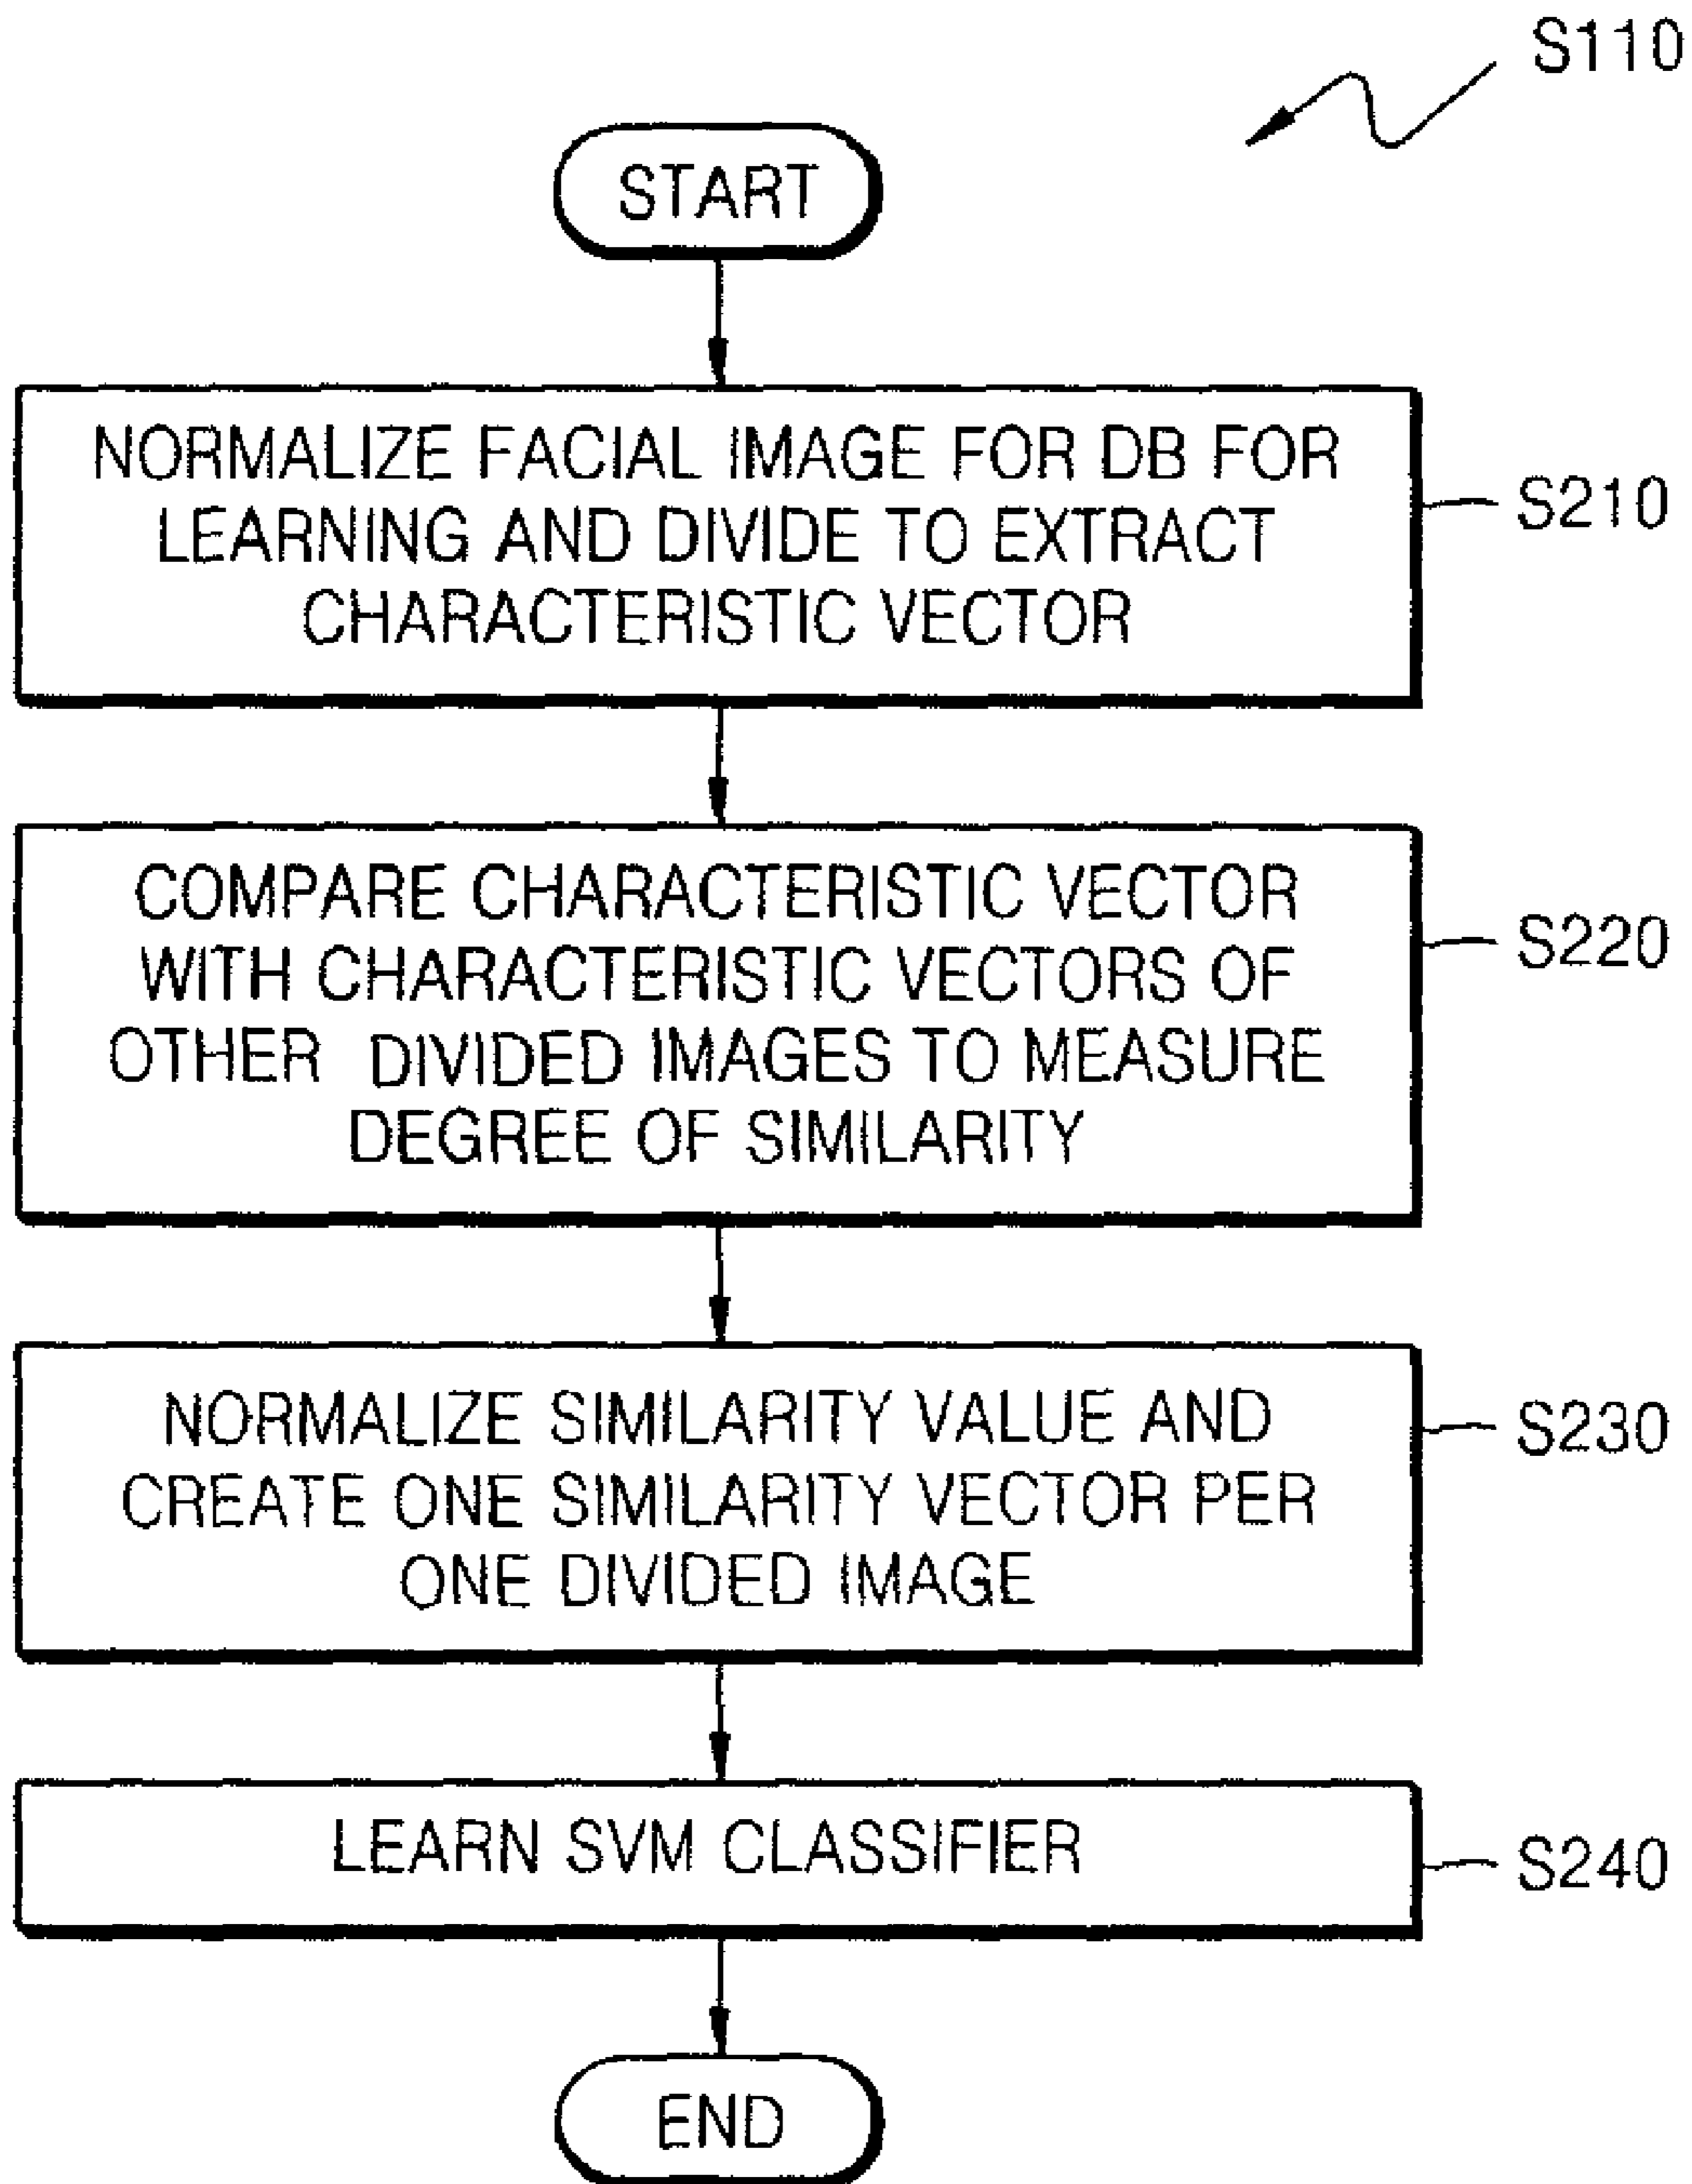 S110
START
NORMALIZE FACIAL IMAGE FOR DB FOR
LEARNING AND DIVIDE TO EXTRACT
CHARACTERISTIC VECTOR
S210
COMPARE CHARACTERISTIC VECTOR
WITH CHARACTERISTIC VECTORS OF
OTHER DIVIDED IMAGES TO MEASURE
DEGREE OF SIMILARITY
S220
NORMALIZE SIMILARITY VALUE AND
CREATE ONE SIMILARITY VECTOR PER
ONE DIVIDED IMAGE
S230
LEARN SVM CLASSIFIER
S240
END